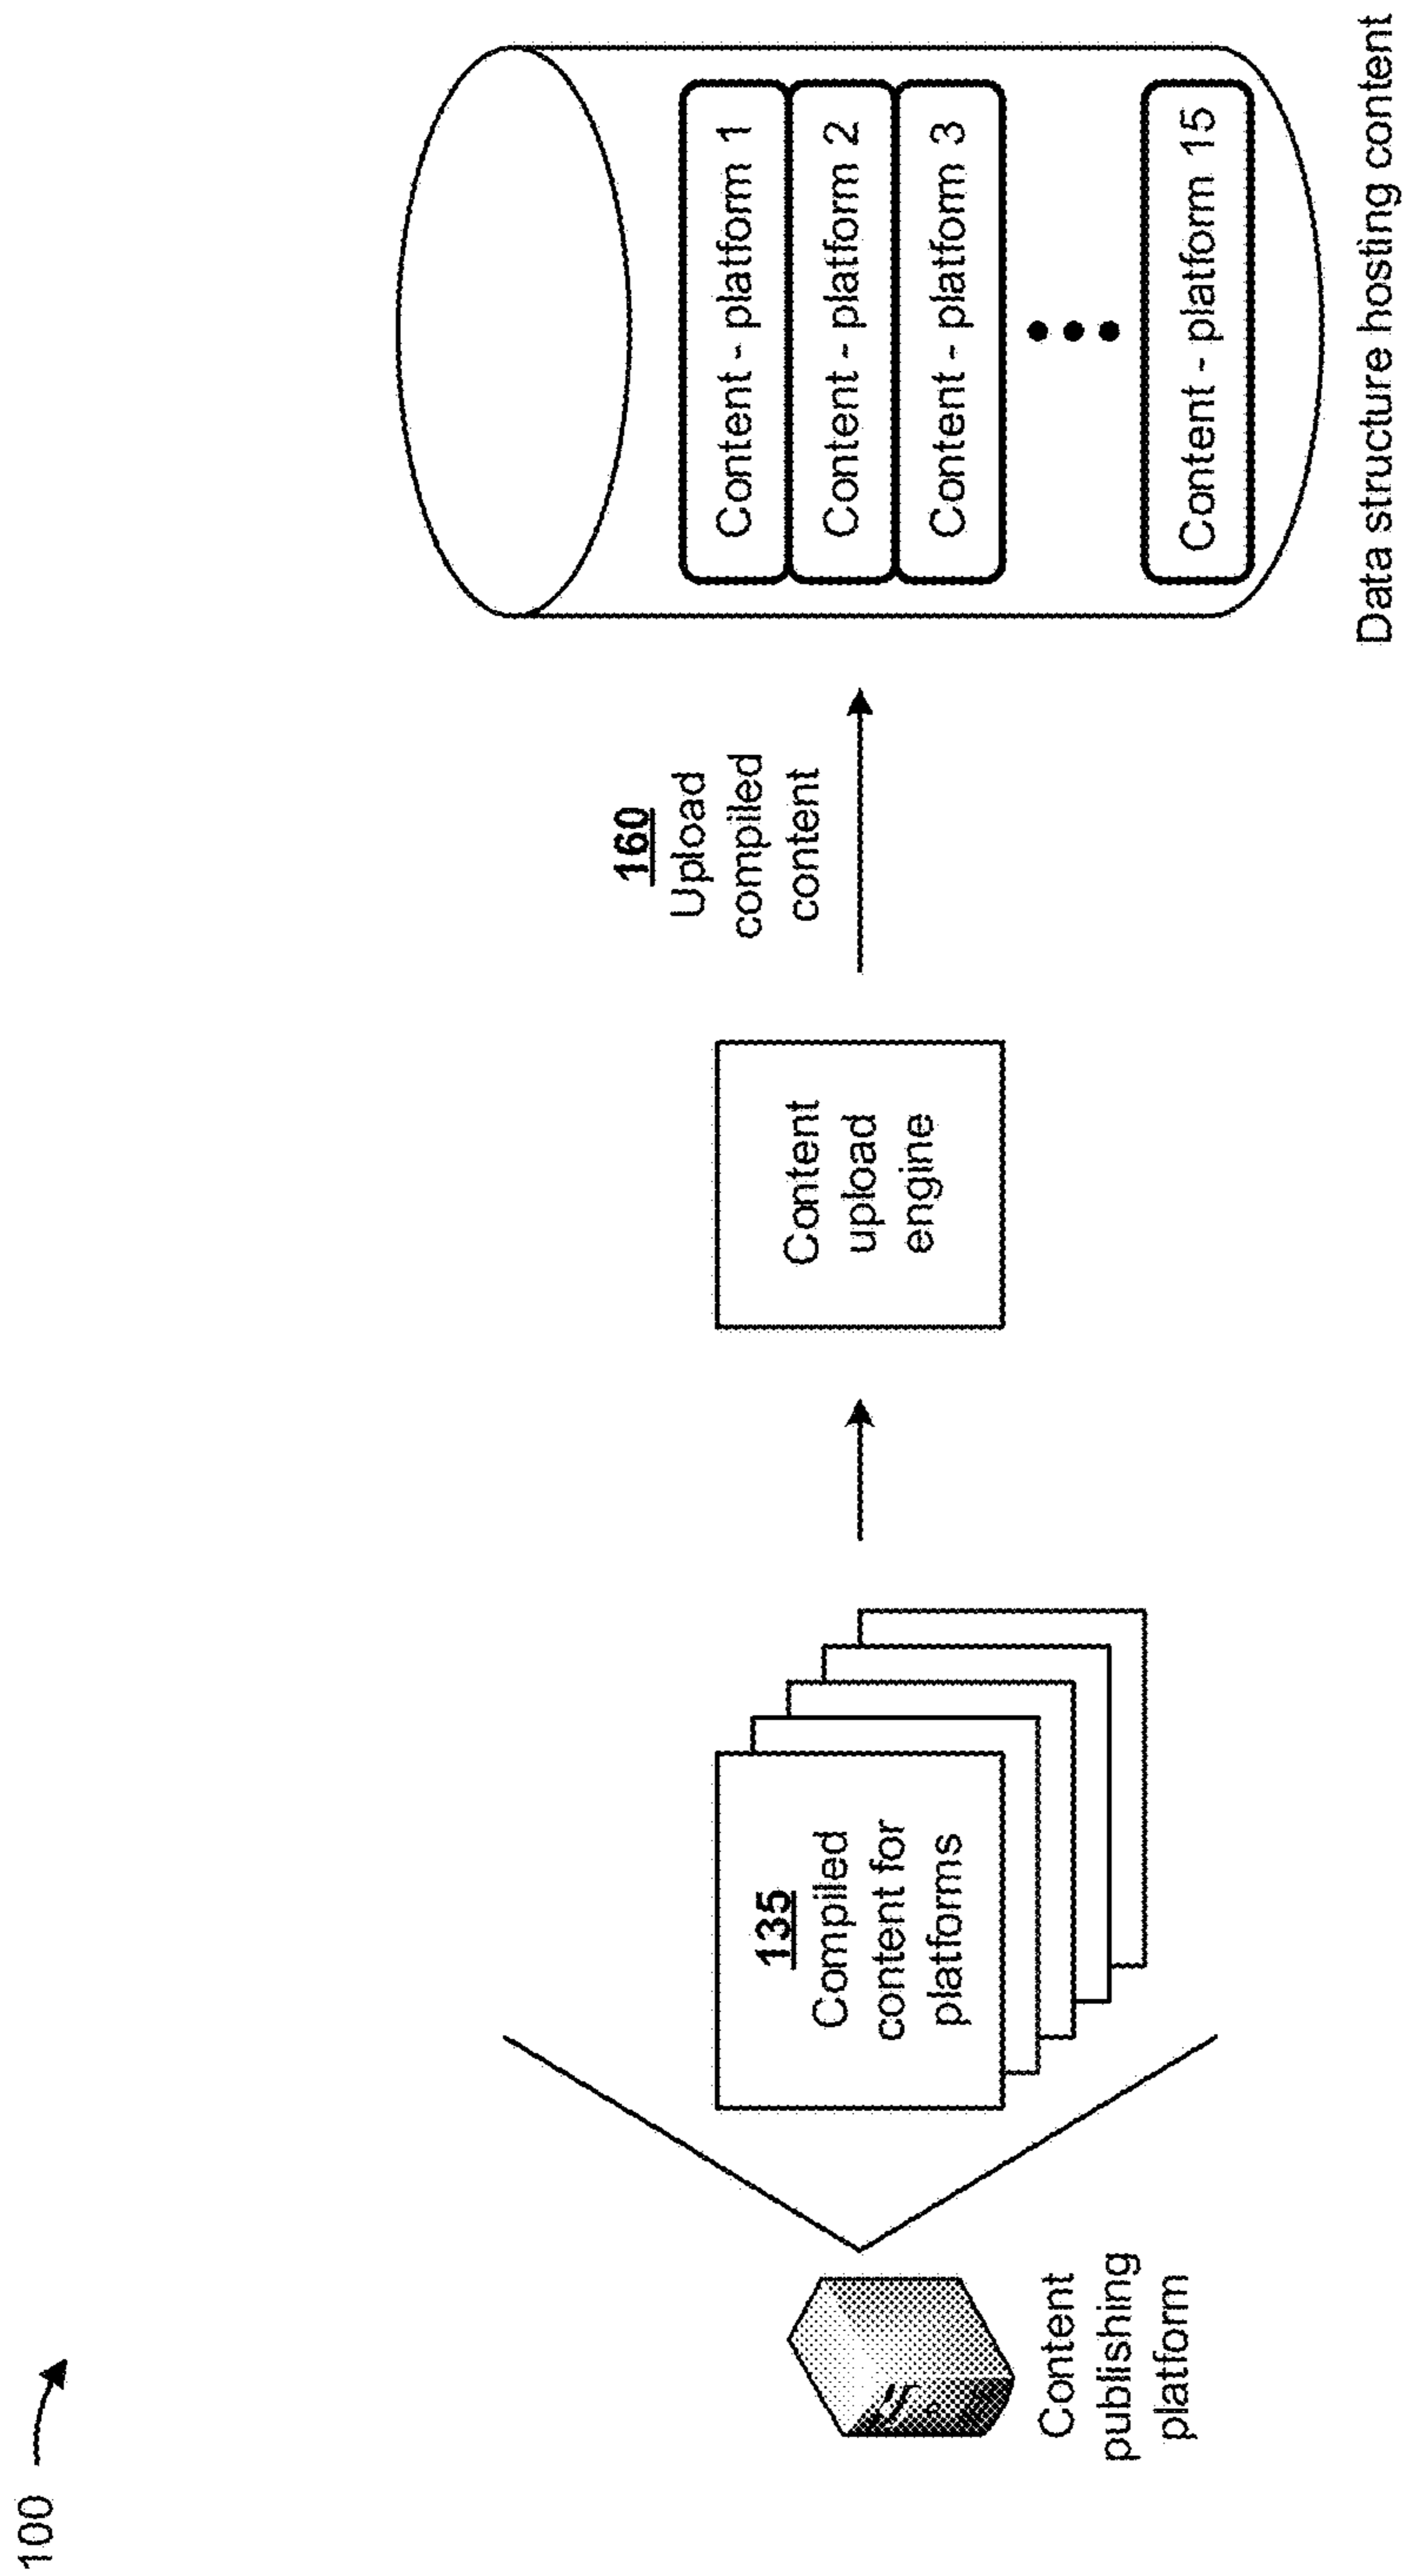 100
Content
publishing
platform
135
Compiled
content for
platforms
Content
upload
engine
160
Upload
compiled
content
Content - platform 1
Content - platform 2
Content - platform 3
Content - platform 15
Data structure hosting content